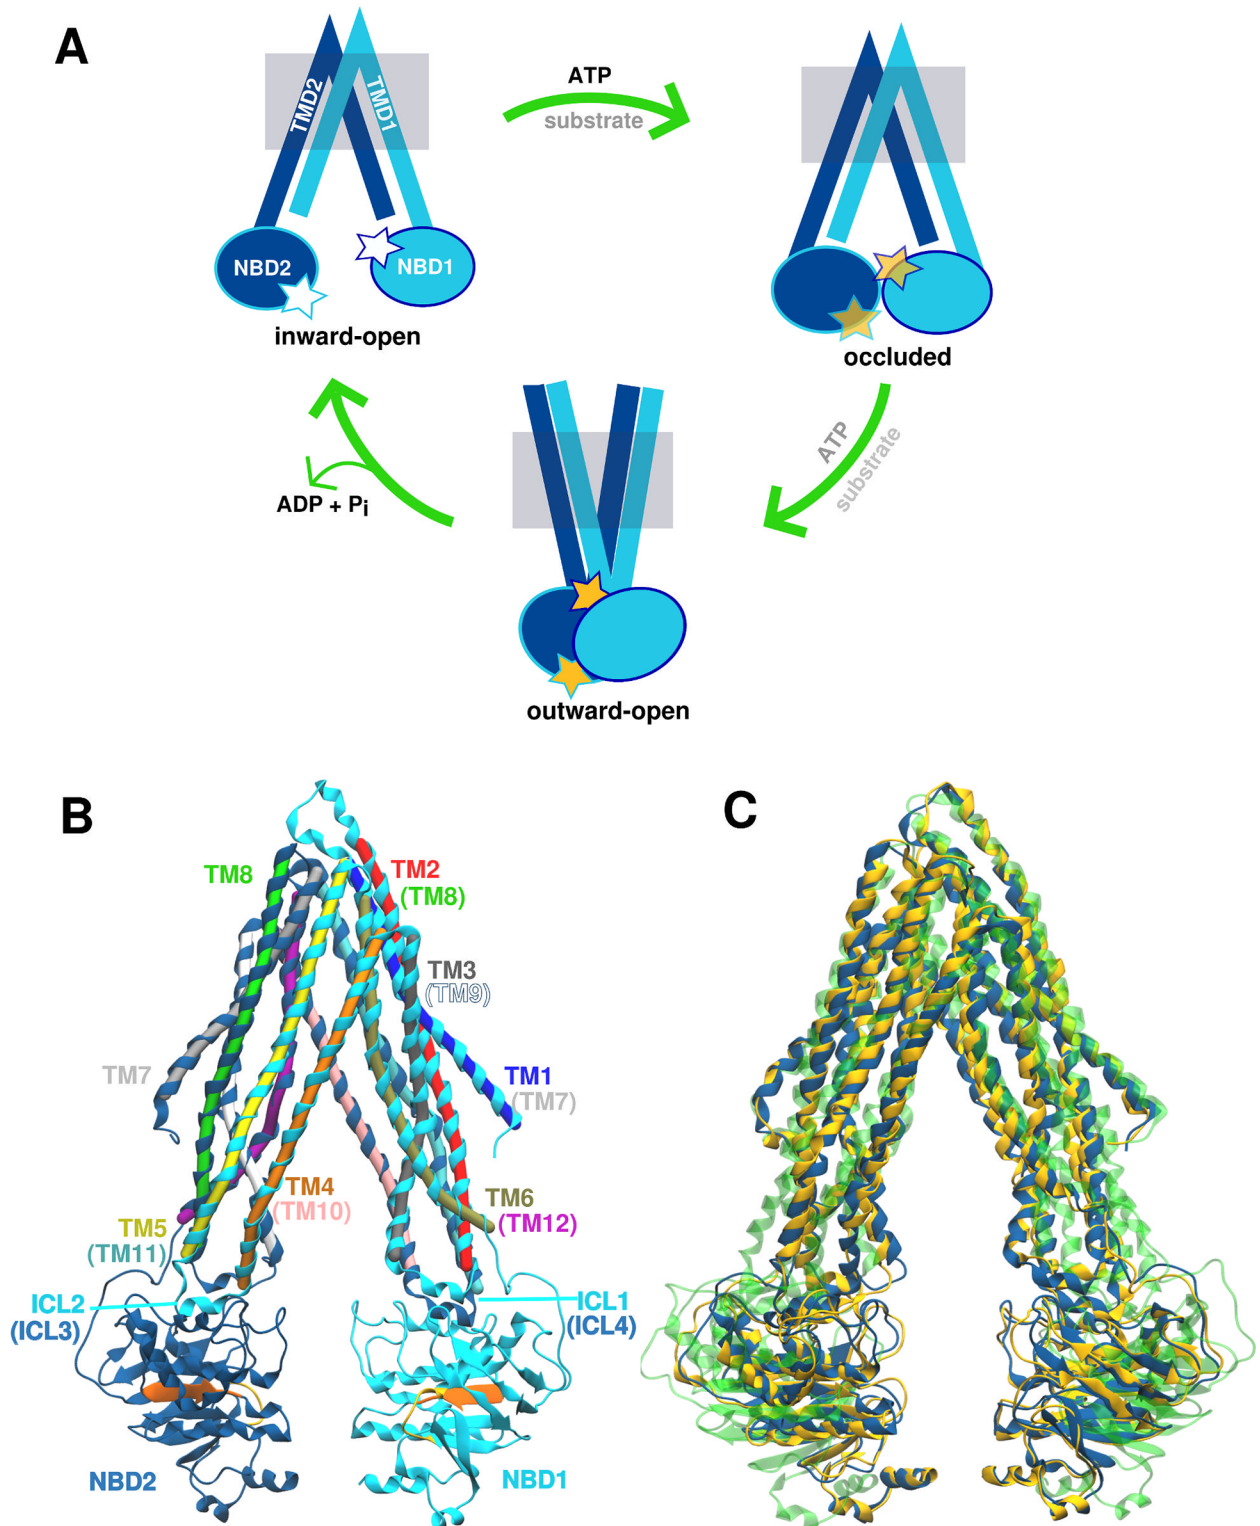 A
TMD2
TMD1
ATP
substrate
NBD2
NBD1
inward-open
occluded
ATP
substrate
ADP + Pi
outward-open
B
C
TM8
TM2
(TM8)
TM3
(TM9)
TM7
TM1
(TM7)
TM4
(TM10)
TM6
(TM12)
TM5
(TM11)
ICL2
(ICL3)
ICL1
(ICL4)
NBD2
NBD1